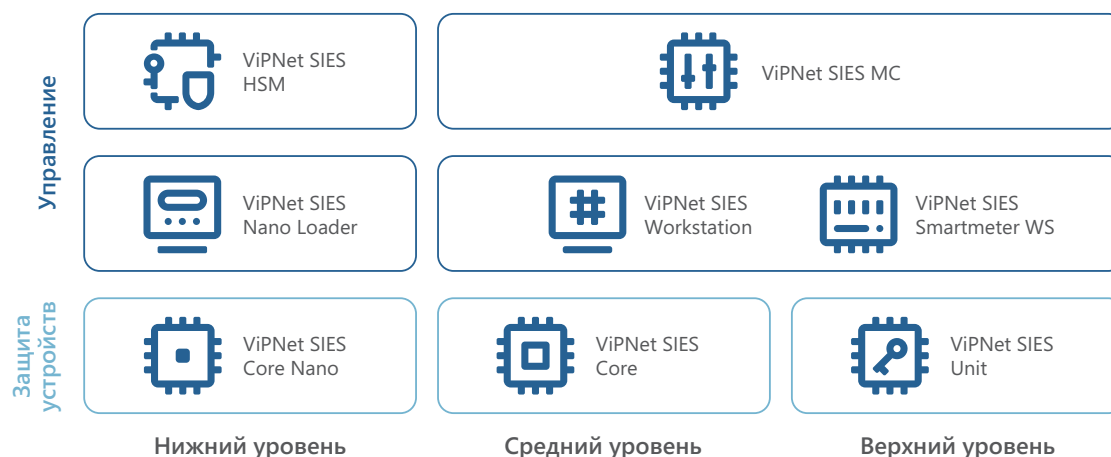 Управление
ViPNet SIES
HSM
ViPNet SIES MC
ViPNet SIES
Nano Loader
ViPNet SIES
Workstation
ViPNet SIES
Smartmeter WS
Защита
устройств
ViPNet SIES
Core Nano
ViPNet SIES
Core
ViPNet SIES
Unit
Нижний уровень
Средний уровень
Верхний уровень